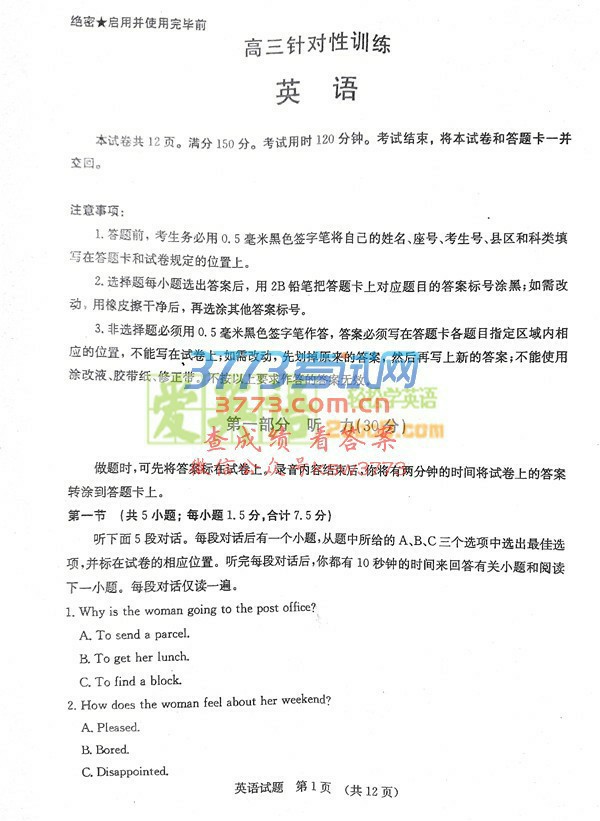 绝密★启用并使用完毕前
高三针对性训练
英 语
本试卷共12页。满分150分。考试用时120分钟。考试结束，将本试卷和答题卡一并
交回。
注意事项：
1.答题前，考生务必用0.5毫米黑色签字笔将自己的姓名、座号、考生号、县区和科类填
写在答题卡和试卷规定的位置上。
2.选择题每小题选出答案后，用2B铅笔把答题卡上对应题目的答案标号涂黑；如需改
动，用橡皮擦干净后，再选涂其他答案标号。
3.非选择题必须用0.5毫米黑色签字笔作答，答案必须写在答题卡各题目指定区域内相
应的位置，不能写在试卷上；如需改动，先划掉原来的答案，然后再写上新的答案；不能使用
涂改液、胶带纸、修正带。不按以上要求作答的答案无效。
3773考试网
3773.com.cn
轻松学英语
查成绩 看答案
第一部分 听 力(30分)
做题时，可先将答案标在试卷上。录音内容结束后，你将有两分钟的时间将试卷上的答案
转涂到答题卡上。
第一节 (共5小题；每小题1.5分，合计7.5分)
听下面5段对话。每段对话后有一个小题，从题中所给的A、B、C三个选项中选出最佳选
项，并标在试卷的相应位置。听完每段对话后，你都有10秒钟的时间来回答有关小题和阅读
下一小题。每段对话仅读一遍。
1. Why is the woman going to the post office?
A. To send a parcel.
B. To get her lunch.
C. To find a block.
2. How does the woman feel about her weekend?
A. Pleased.
B. Bored.
C. Disappointed.
英语试题 第1页 (共12页)